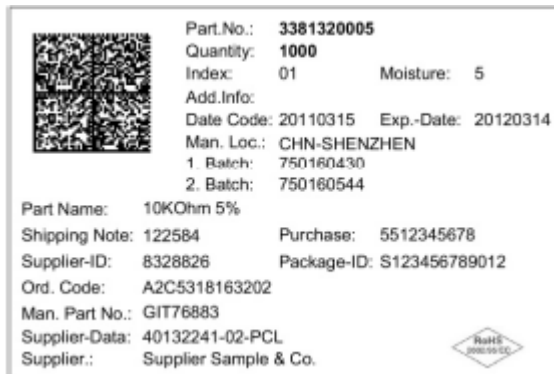 Part.No.: 3381320005
Quantity: 1000
Index: 01 Moisture: 5
Add.Info:
Date Code: 20110315 Exp.-Date: 20120314
Man. Loc.: CHN-SHENZHEN
1. Batch: 750160430
2. Batch: 750160544
Part Name: 10KOhm 5%
Shipping Note: 122584 Purchase: 5512345678
Supplier-ID: 8328826 Package-ID: S123456789012
Ord. Code: A2C5318163202
Man. Part No.: GIT76883
Supplier-Data: 40132241-02-PCL
Supplier.: Supplier Sample & Co.
RoHS